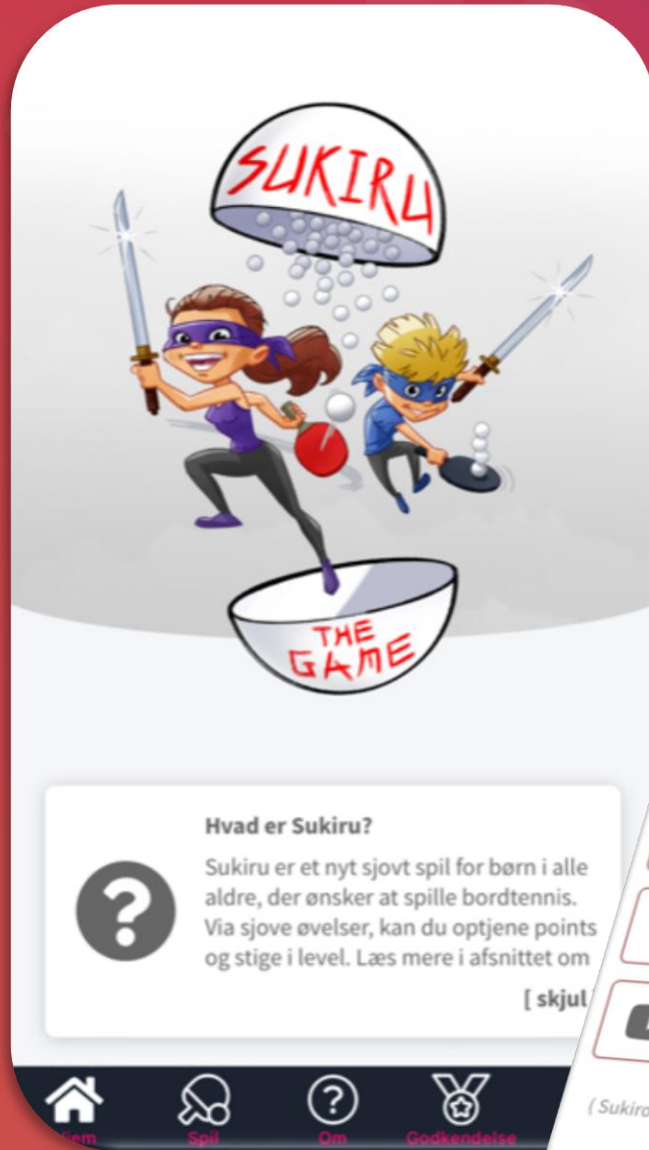 SUKIRU
THE
GAME
Hvad er Sukiru?
Sukiru er et nyt sjovt spil for børn i alle
aldre, der ønsker at spille bordtennis.
Via sjove øvelser, kan du optjene points
og stige i level. Læs mere i afsnittet om
[ skjul
Spil
Om
Godkendelse